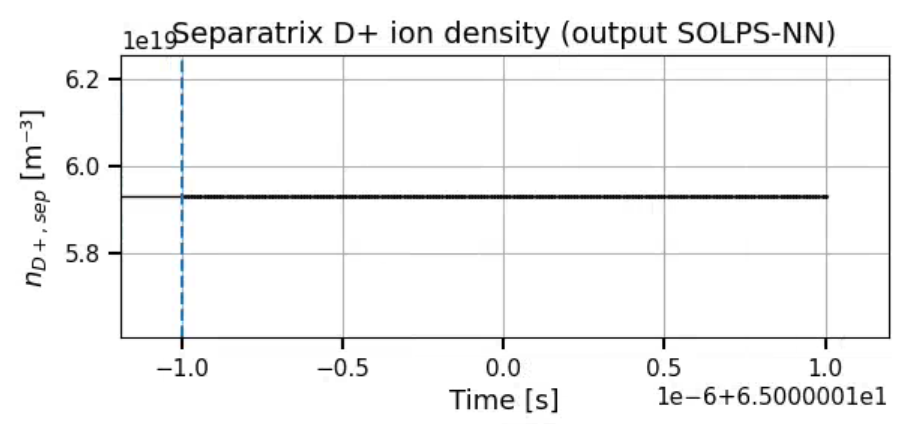 1e19
Separatrix D+ ion density (output SOLPS-NN)
6.2
6.0
5.8
n_{D+, sep} [m⁻³]
−1.0 −0.5 0.0 0.5 1.0
Time [s]
1e−6+6.5000001e1